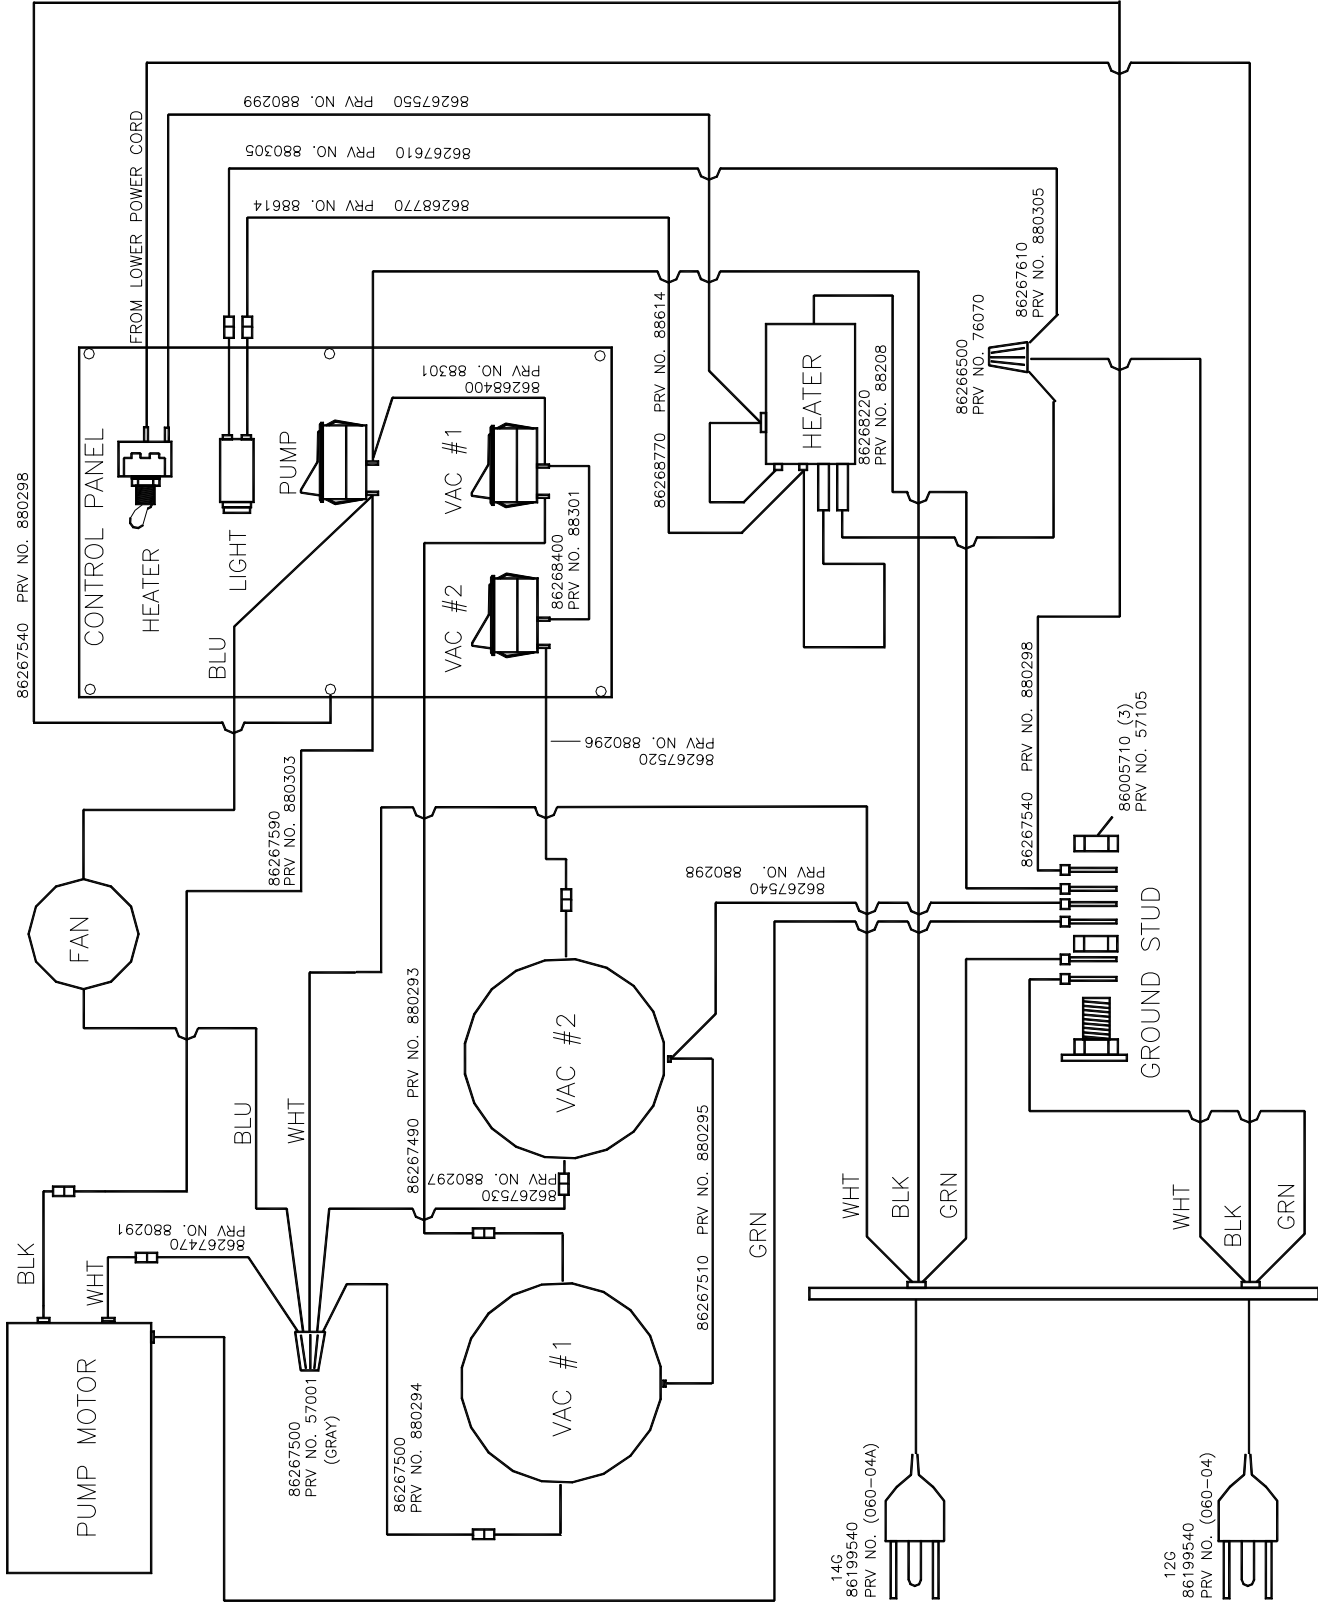 86267540 PRV NO. 880298
CONTROL PANEL
HEATER
FROM LOWER POWER CORD
LIGHT
PUMP
VAC #1
VAC #2
BLU
86267550 PRV NO. 880299
86267610 PRV NO. 880305
86268770 PRV NO. 88614
86268400
PRV NO. 88301
86268400
PRV NO. 88301
86268770 PRV NO. 88614
HEATER
86268220
PRV NO. 88208
86266500
PRV NO. 76070
86267610
PRV NO. 880305
86267520
PRV NO. 880296
86267590
PRV NO. 880303
FAN
86267540
PRV NO. 880298
86267540 PRV NO. 880298
86005710 (3)
PRV NO. 57105
GROUND STUD
VAC #2
86267490 PRV NO. 880293
86267530
PRV NO. 880297
86267510 PRV NO. 880295
BLU
WHT
BLK
WHT
86267470
PRV NO. 880291
PUMP MOTOR
86267500
PRV NO. 57001
(GRAY)
86267500
PRV NO. 880294
VAC #1
GRN
WHT
BLK
GRN
WHT
BLK
GRN
14G
86199540
PRV NO. (060-04A)
12G
86199540
PRV NO. (060-04)